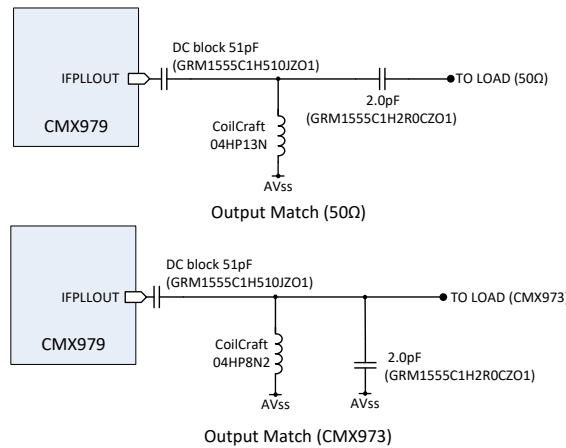 DC block 51pF
(GRM1555C1H510JZO1)
IFPLLOUT
TO LOAD (50Ω)
2.0pF
(GRM1555C1H2R0CZO1)
CMX979
CoilCraft
04HP13N
AVss
Output Match (50Ω)
DC block 51pF
(GRM1555C1H510JZO1)
IFPLLOUT
TO LOAD (CMX973)
CMX979
CoilCraft
04HP8N2
2.0pF
(GRM1555C1H2R0CZO1)
AVss
AVss
Output Match (CMX973)